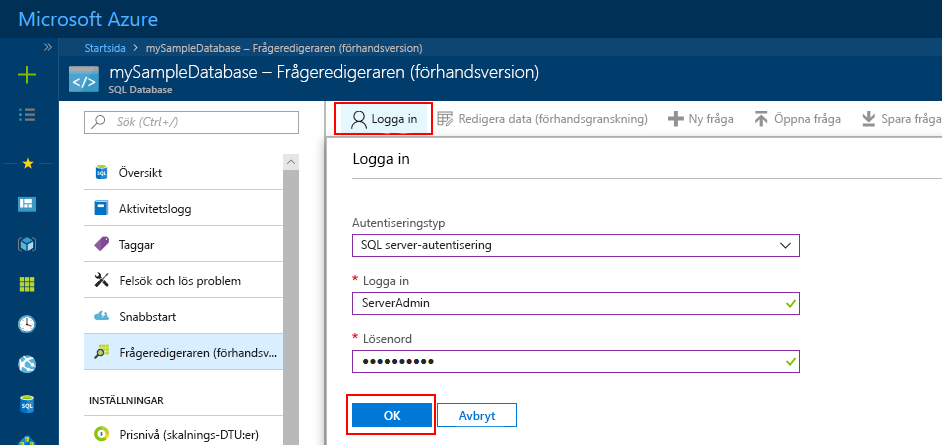 Microsoft Azure
Startsida > mySampleDatabase – Frågeredigeraren (förhandsversion)
mySampleDatabase – Frågeredigeraren (förhandsversion)
SQL Database
Sök (Ctrl+/)
Översikt
Aktivitetslogg
Taggar
Felsök och lös problem
Snabbstart
Frågeredigeraren (förhandsv...
INSTÄLLNINGAR
Prisnivå (skalnings-DTU:er)
Logga in
Redigera data (förhandsgranskning)
Ny fråga
Öppna fråga
Spara fråga
Logga in
Autentiseringstyp
SQL server-autentisering
* Logga in
ServerAdmin
* Lösenord
●●●●●●●●●●
OK
Avbryt